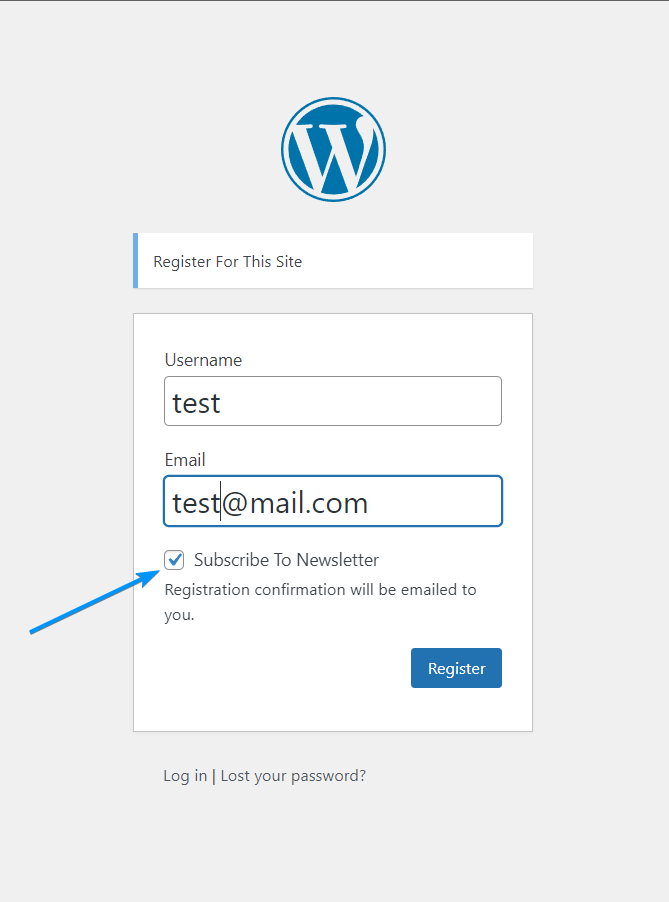 Register For This Site
Username
test
Email
test@mail.com
Subscribe To Newsletter
Registration confirmation will be emailed to
you.
Register
Log in | Lost your password?